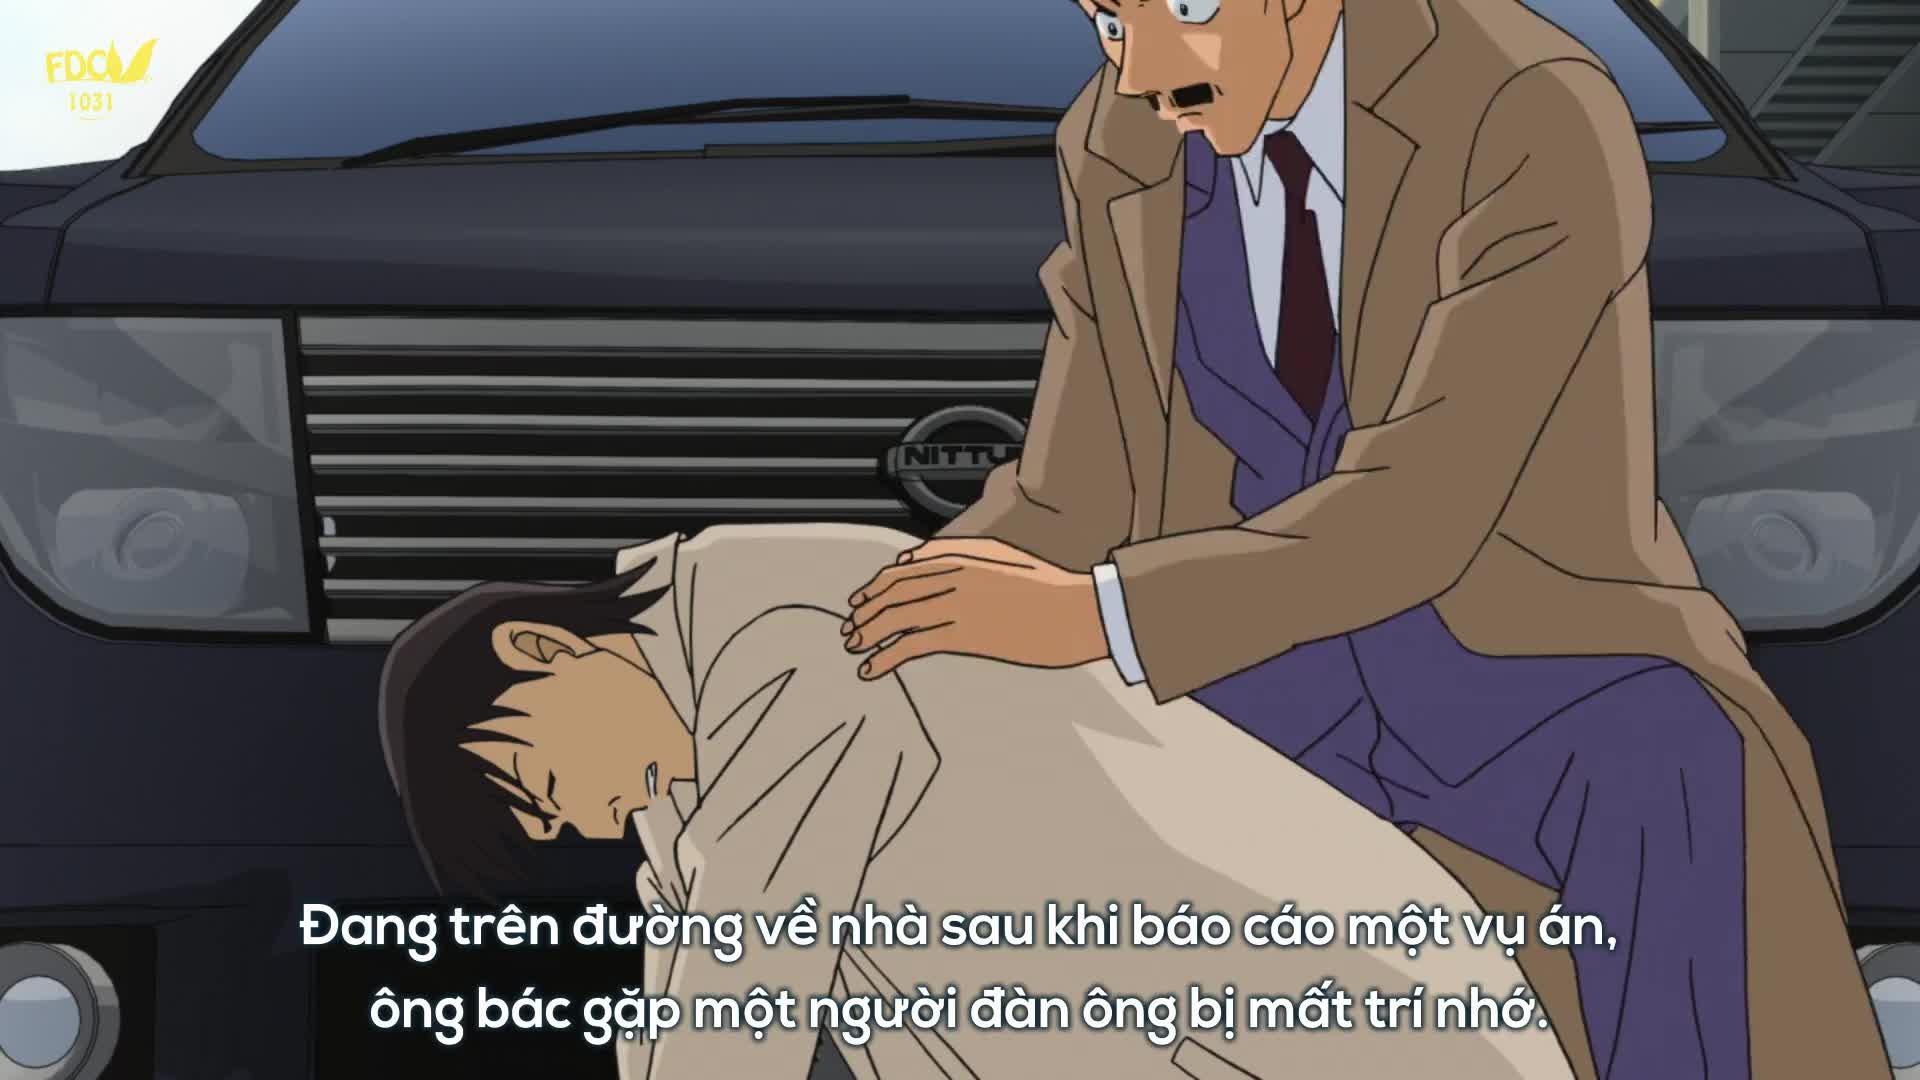 FDC
1031
NITTU
Đang trên đường về nhà sau khi báo cáo một vụ án,
ông bác gặp một người đàn ông bị mất trí nhớ.